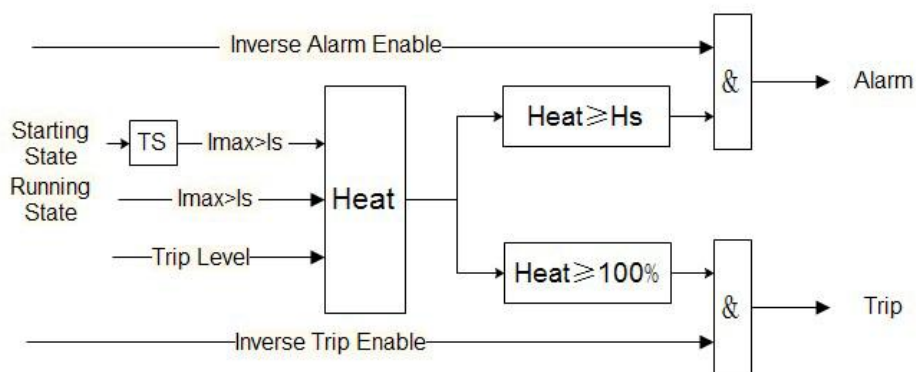 Inverse Alarm Enable
&
Alarm
Heat≥Hs
Starting
State
TS
Imax>Is
Running
State
Imax>Is
Heat
Trip Level
Heat≥100%
&
Trip
Inverse Trip Enable